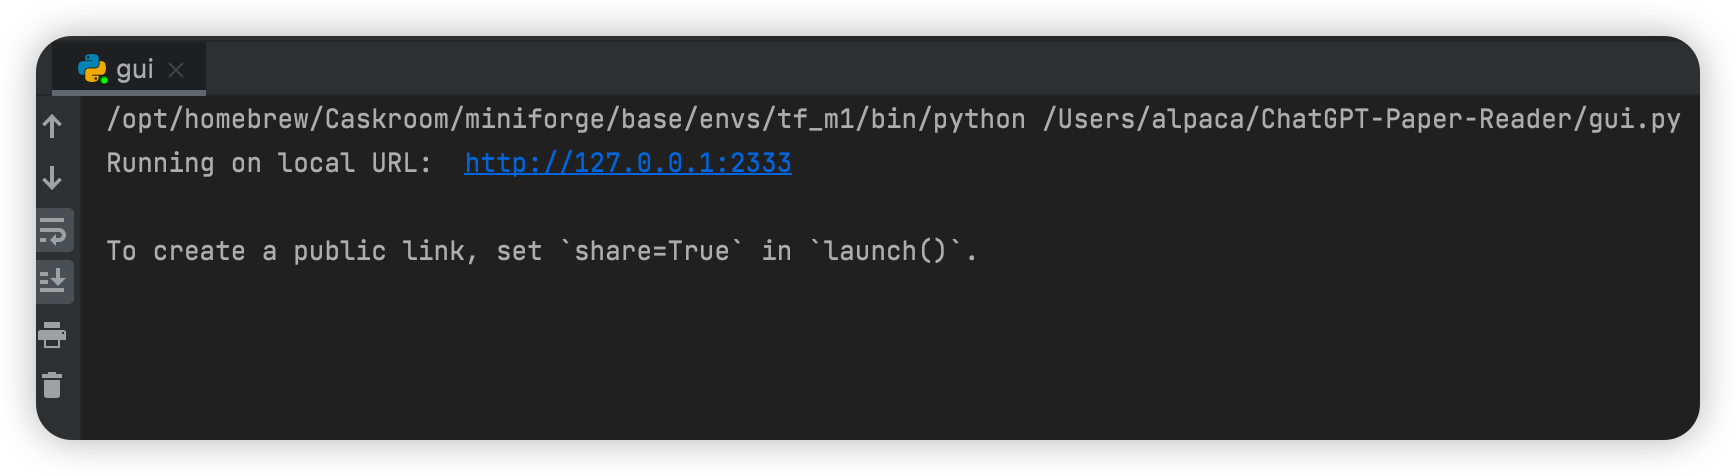 gui
/opt/homebrew/Caskroom/miniforge/base/envs/tf_m1/bin/python /Users/alpaca/ChatGPT-Paper-Reader/gui.py
Running on local URL:  http://127.0.0.1:2333
To create a public link, set `share=True` in `launch()`.